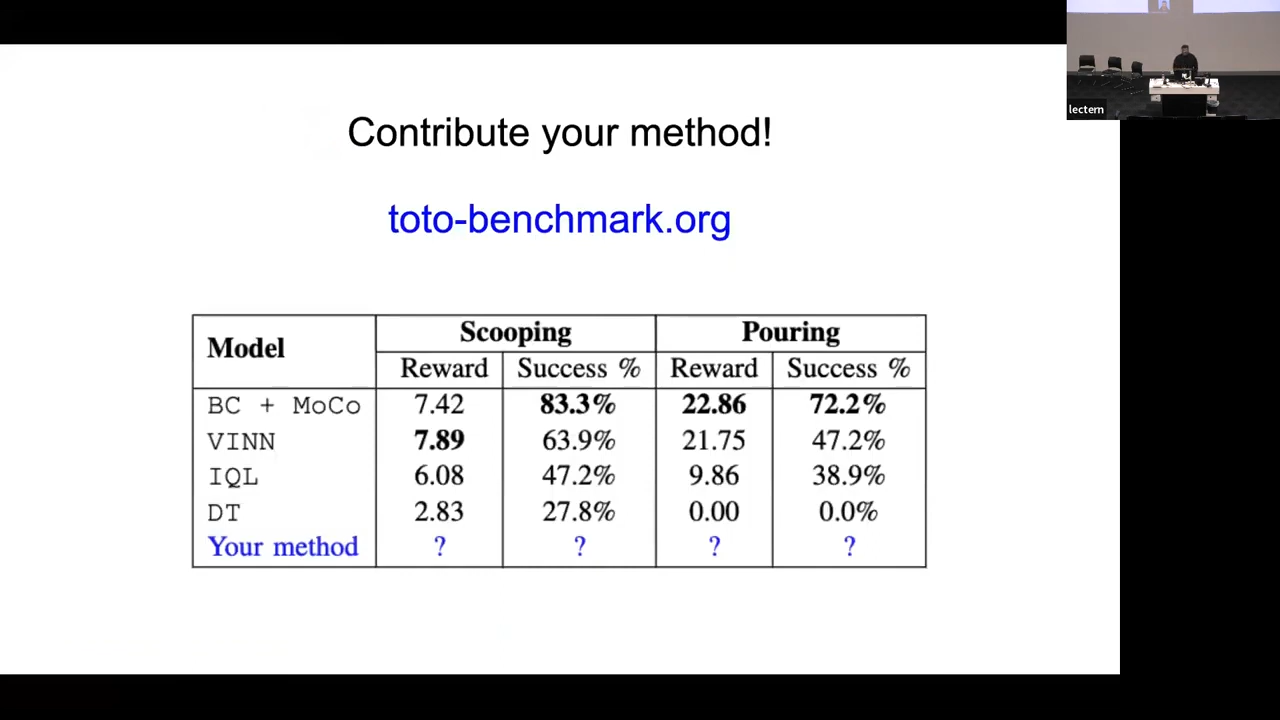 lectern
Contribute your method!
toto-benchmark.org
Model Scooping Pouring
Reward Success % Reward Success %
BC + MoCo 7.42 83.3% 22.86 72.2%
VINN 7.89 63.9% 21.75 47.2%
IQL 6.08 47.2% 9.86 38.9%
DT 2.83 27.8% 0.00 0.0%
Your method ? ? ? ?